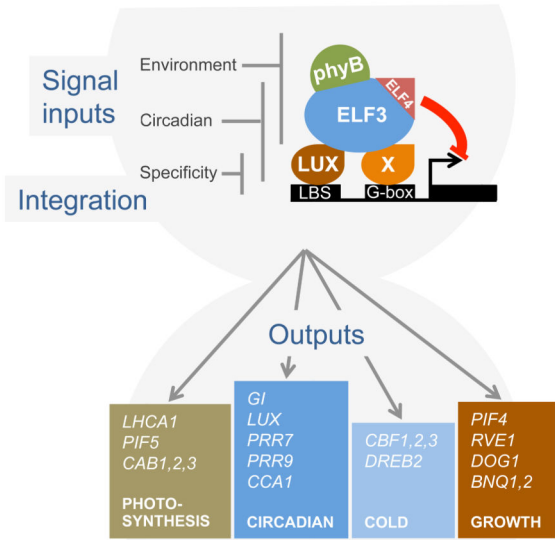 Signal
inputs
Environment
Circadian
Specificity
Integration
phyB
ELF4
ELF3
LUX
X
LBS
G-box
Outputs
LHCA1
PIF5
CAB1,2,3
PHOTO-
SYNTHESIS
GI
LUX
PRR7
PRR9
CCA1
CIRCADIAN
CBF1,2,3
DREB2
COLD
PIF4
RVE1
DOG1
BNQ1,2
GROWTH